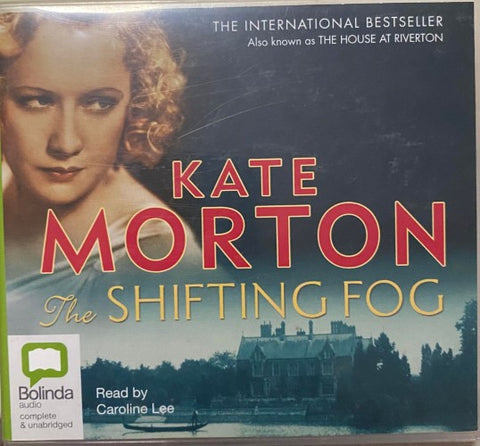 THE INTERNATIONAL BESTSELLER
Also known as THE HOUSE AT RIVERTON
KATE
MORTON
The SHIFTING FOG
Bolinda
audio
complete
& unabridged
Read by
Caroline Lee